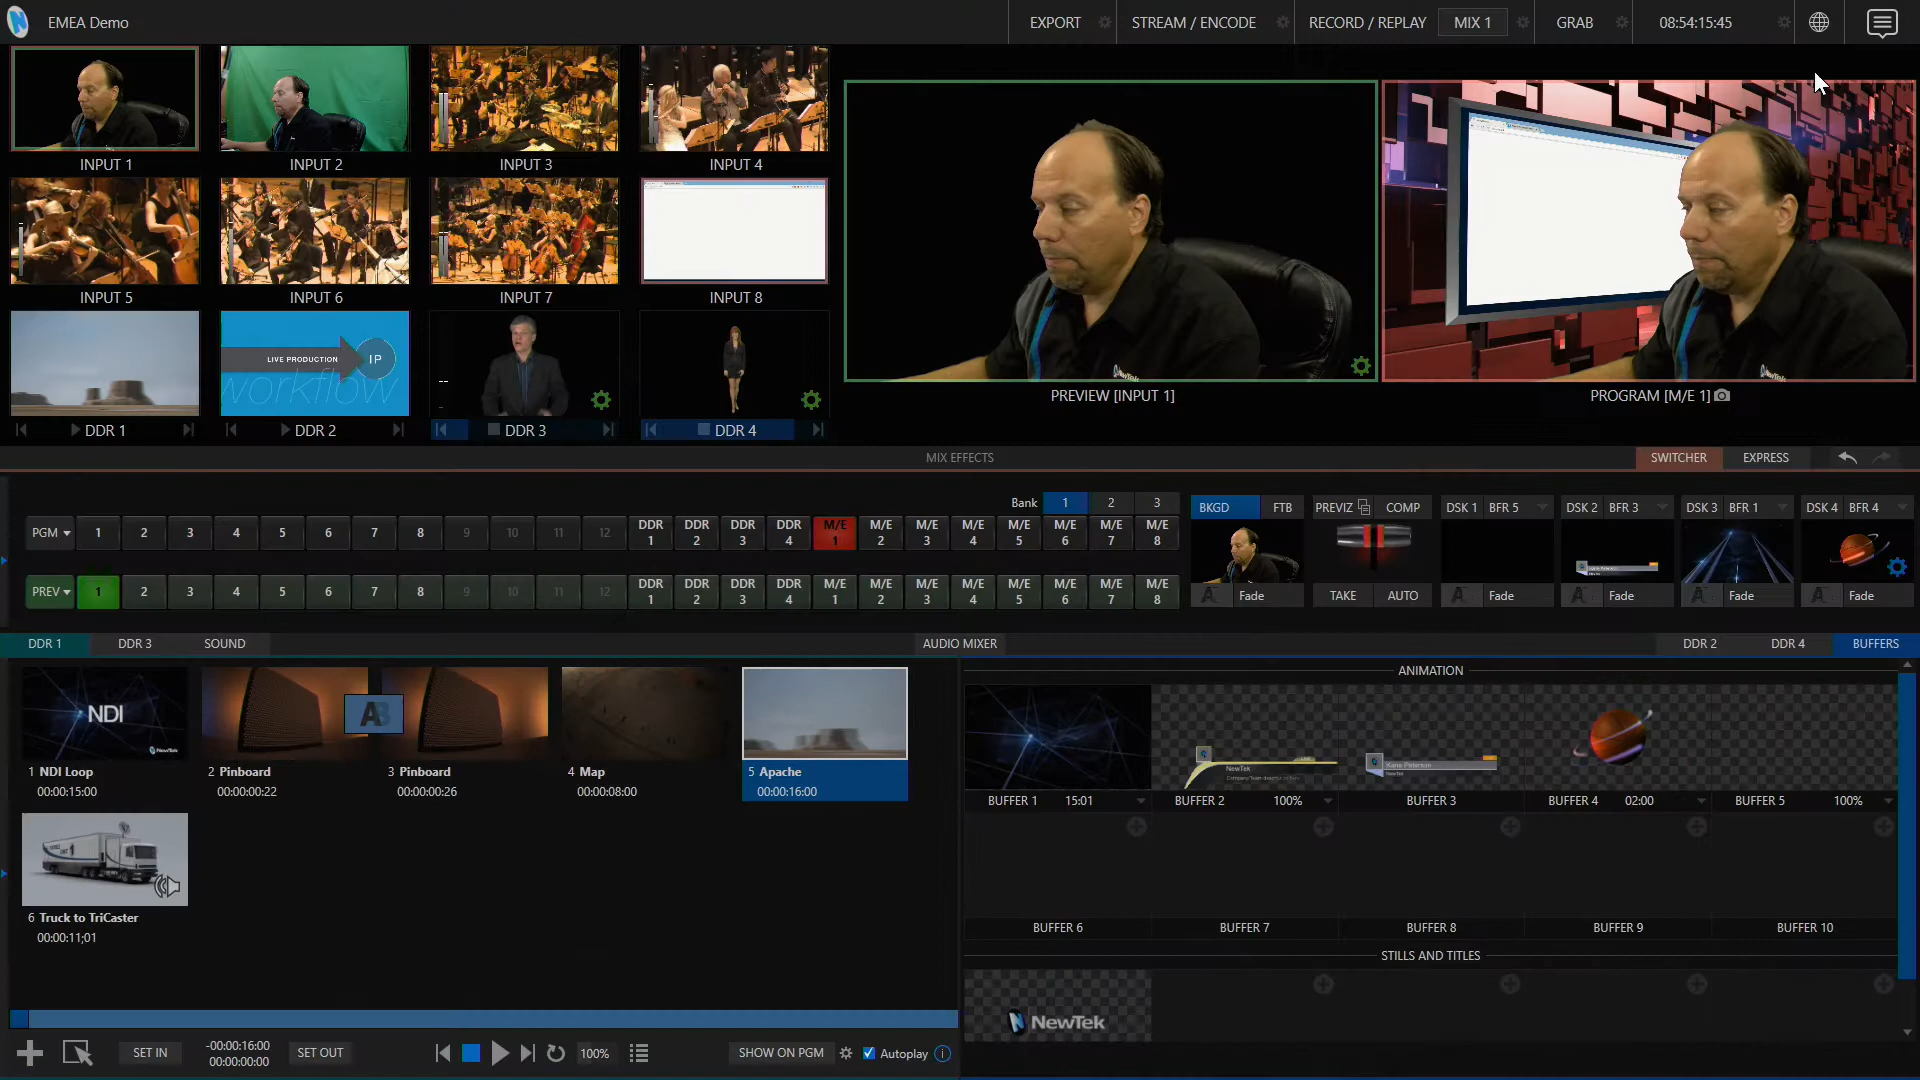 EMEA Demo
EXPORT
STREAM / ENCODE
RECORD / REPLAY
MIX 1
GRAB
08:54:15:45
INPUT 1
INPUT 2
INPUT 3
INPUT 4
INPUT 5
INPUT 6
INPUT 7
INPUT 8
LIVE PRODUCTION IP
workflow
DDR 1
DDR 2
DDR 3
DDR 4
NewTek
NewTek
PREVIEW [INPUT 1]
PROGRAM [M/E 1]
MIX EFFECTS
SWITCHER
EXPRESS
Bank 1 2 3
PGM 1 2 3 4 5 6 7 8 9 10 11 12 DDR 1 DDR 2 DDR 3 DDR 4 M/E 1 M/E 2 M/E 3 M/E 4 M/E 5 M/E 6 M/E 7 M/E 8
PREV 1 2 3 4 5 6 7 8 9 10 11 12 DDR 1 DDR 2 DDR 3 DDR 4 M/E 1 M/E 2 M/E 3 M/E 4 M/E 5 M/E 6 M/E 7 M/E 8
BKGD FTB
Fade
PREVIZ COMP
TAKE AUTO
DSK 1 BFR 5
Fade
DSK 2 BFR 3
Fade
DSK 3 BFR 1
Fade
DSK 4 BFR 4
Fade
DDR 1
DDR 3
SOUND
AUDIO MIXER
DDR 2
DDR 4
BUFFERS
NDI
NewTek
1 NDI Loop
00:00:15:00
2 Pinboard
00:00:00:22
AB
3 Pinboard
00:00:00:26
4 Map
00:00:08:00
5 Apache
00:00:16:00
6 Truck to TriCaster
00:00:11;01
SET IN
-00:00:16:00
00:00:00:00
SET OUT
100%
SHOW ON PGM
Autoplay
ANIMATION
NewTek
Kane Peterson
NewTek
BUFFER 1 15:01
BUFFER 2 100%
BUFFER 3
BUFFER 4 02:00
BUFFER 5 100%
BUFFER 6
BUFFER 7
BUFFER 8
BUFFER 9
BUFFER 10
STILLS AND TITLES
NewTek